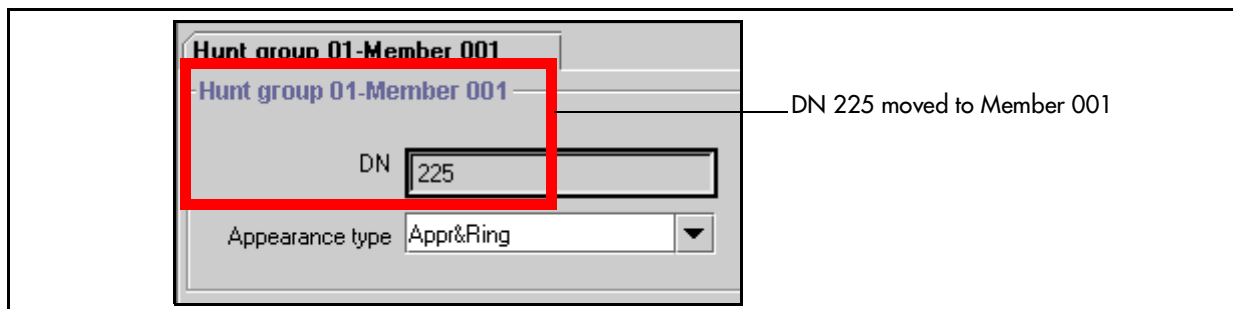 Hunt group 01-Member 001
Hunt group 01-Member 001
DN 225 moved to Member 001
DN 225
Appearance type Appr&Ring